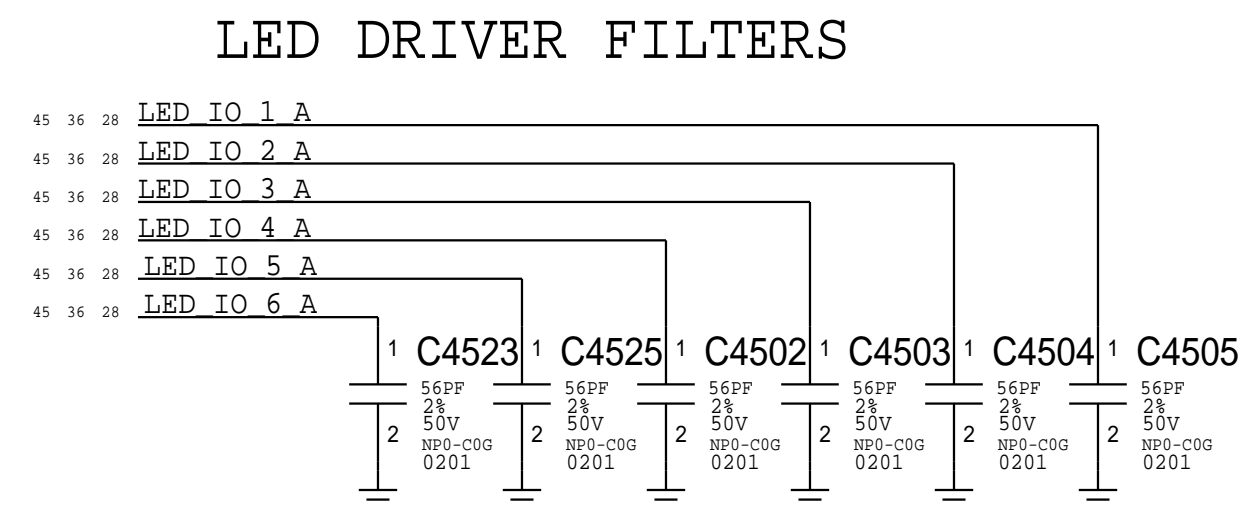 LED DRIVER FILTERS
45 36 28 LED_IO_1_A
45 36 28 LED_IO_2_A
45 36 28 LED_IO_3_A
45 36 28 LED_IO_4_A
45 36 28 LED_IO_5_A
45 36 28 LED_IO_6_A
1 C4523 1 C4525 1 C4502 1 C4503 1 C4504 1 C4505
56PF 56PF 56PF 56PF 56PF 56PF
2% 2% 2% 2% 2% 2%
50V 50V 50V 50V 50V 50V
2 NP0-C0G 2 NP0-C0G 2 NP0-C0G 2 NP0-C0G 2 NP0-C0G 2 NP0-C0G
0201 0201 0201 0201 0201 0201